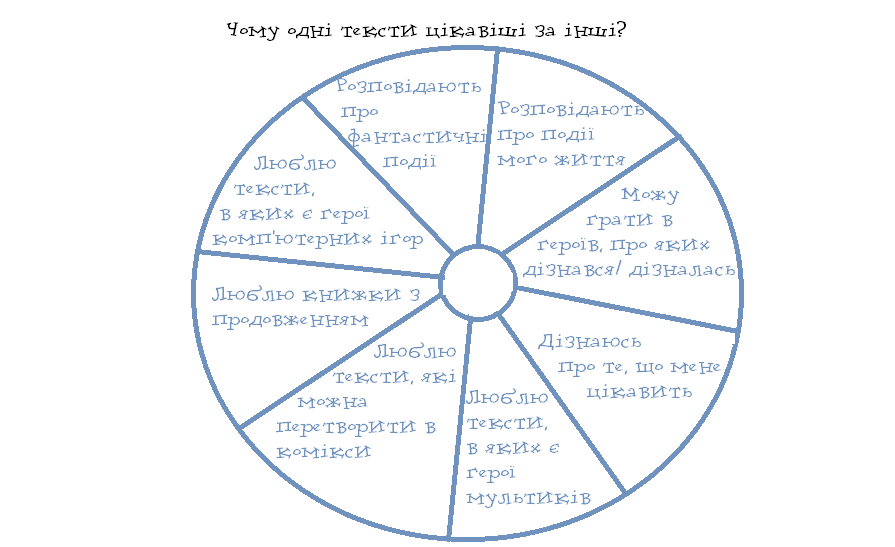 Чому одні тексти цікавіші за інші?
Розповідають
про
фантастичні
події
Розповідають
про події
мого життя
Можу
грати в
героїв, про яких
дізнався/ дізналась
Дізнаюсь
про те, що мене
цікавить
Люблю
тексти,
в яких є
герої
мультиків
Люблю
тексти, які
можна
перетворити в
комікси
Люблю книжки з
продовженням
Люблю
тексти,
в яких є герої
комп'ютерних ігор